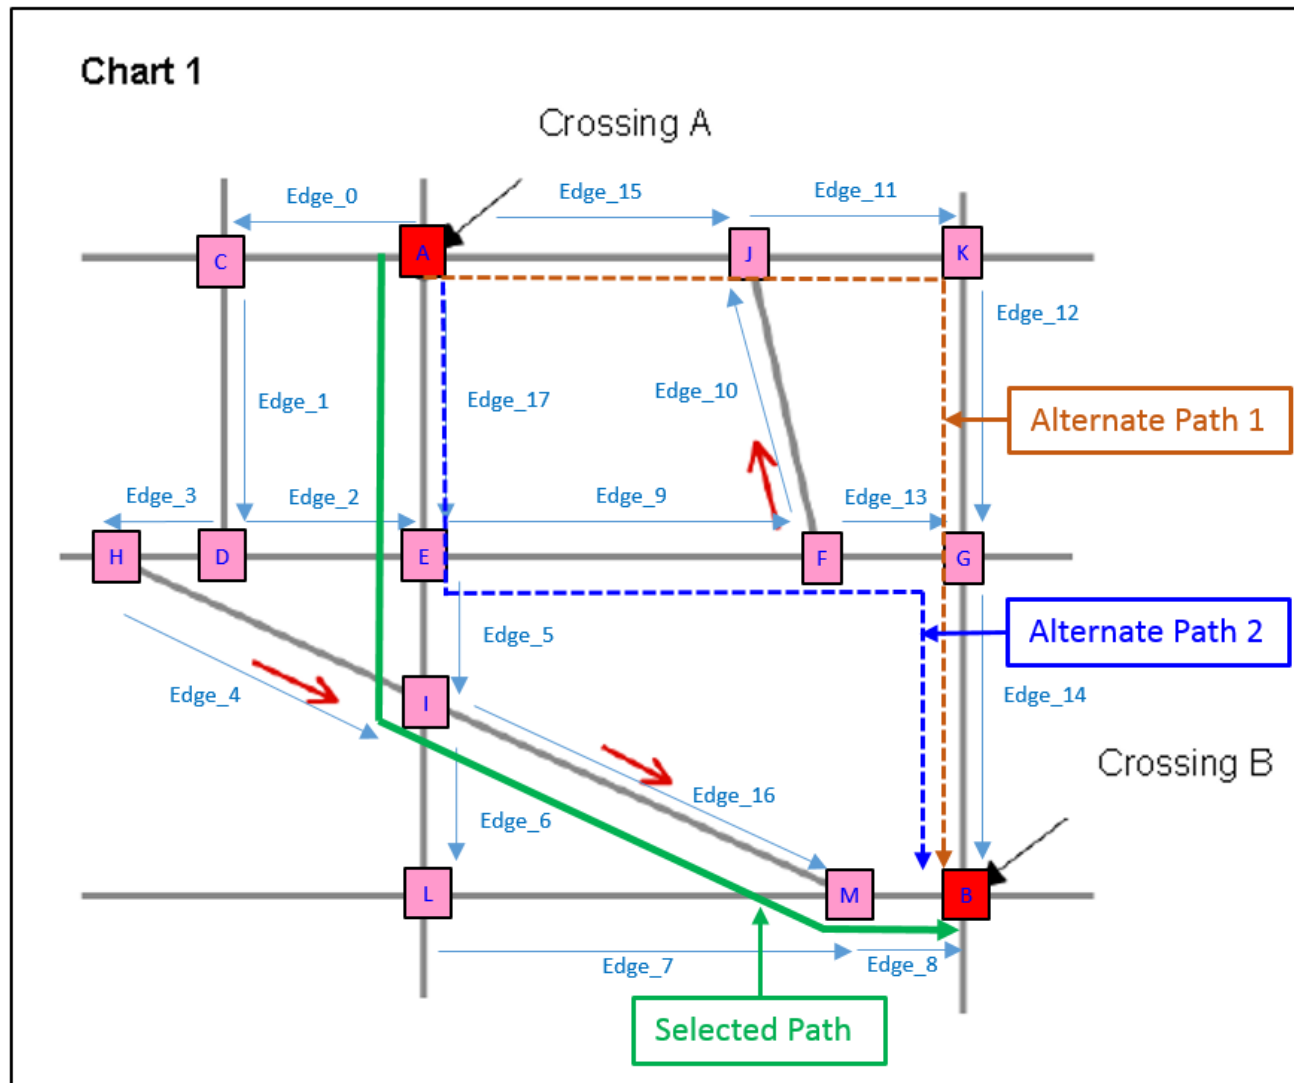 Chart 1
Crossing A
Edge_0
Edge_15
Edge_11
C
A
J
K
Edge_12
Edge_1
Edge_17
Edge_10
Alternate Path 1
Edge_3
Edge_2
Edge_9
Edge_13
H
D
E
F
G
Edge_5
Alternate Path 2
Edge_4
I
Edge_14
Crossing B
Edge_16
Edge_6
L
M
B
Edge_7
Edge_8
Selected Path